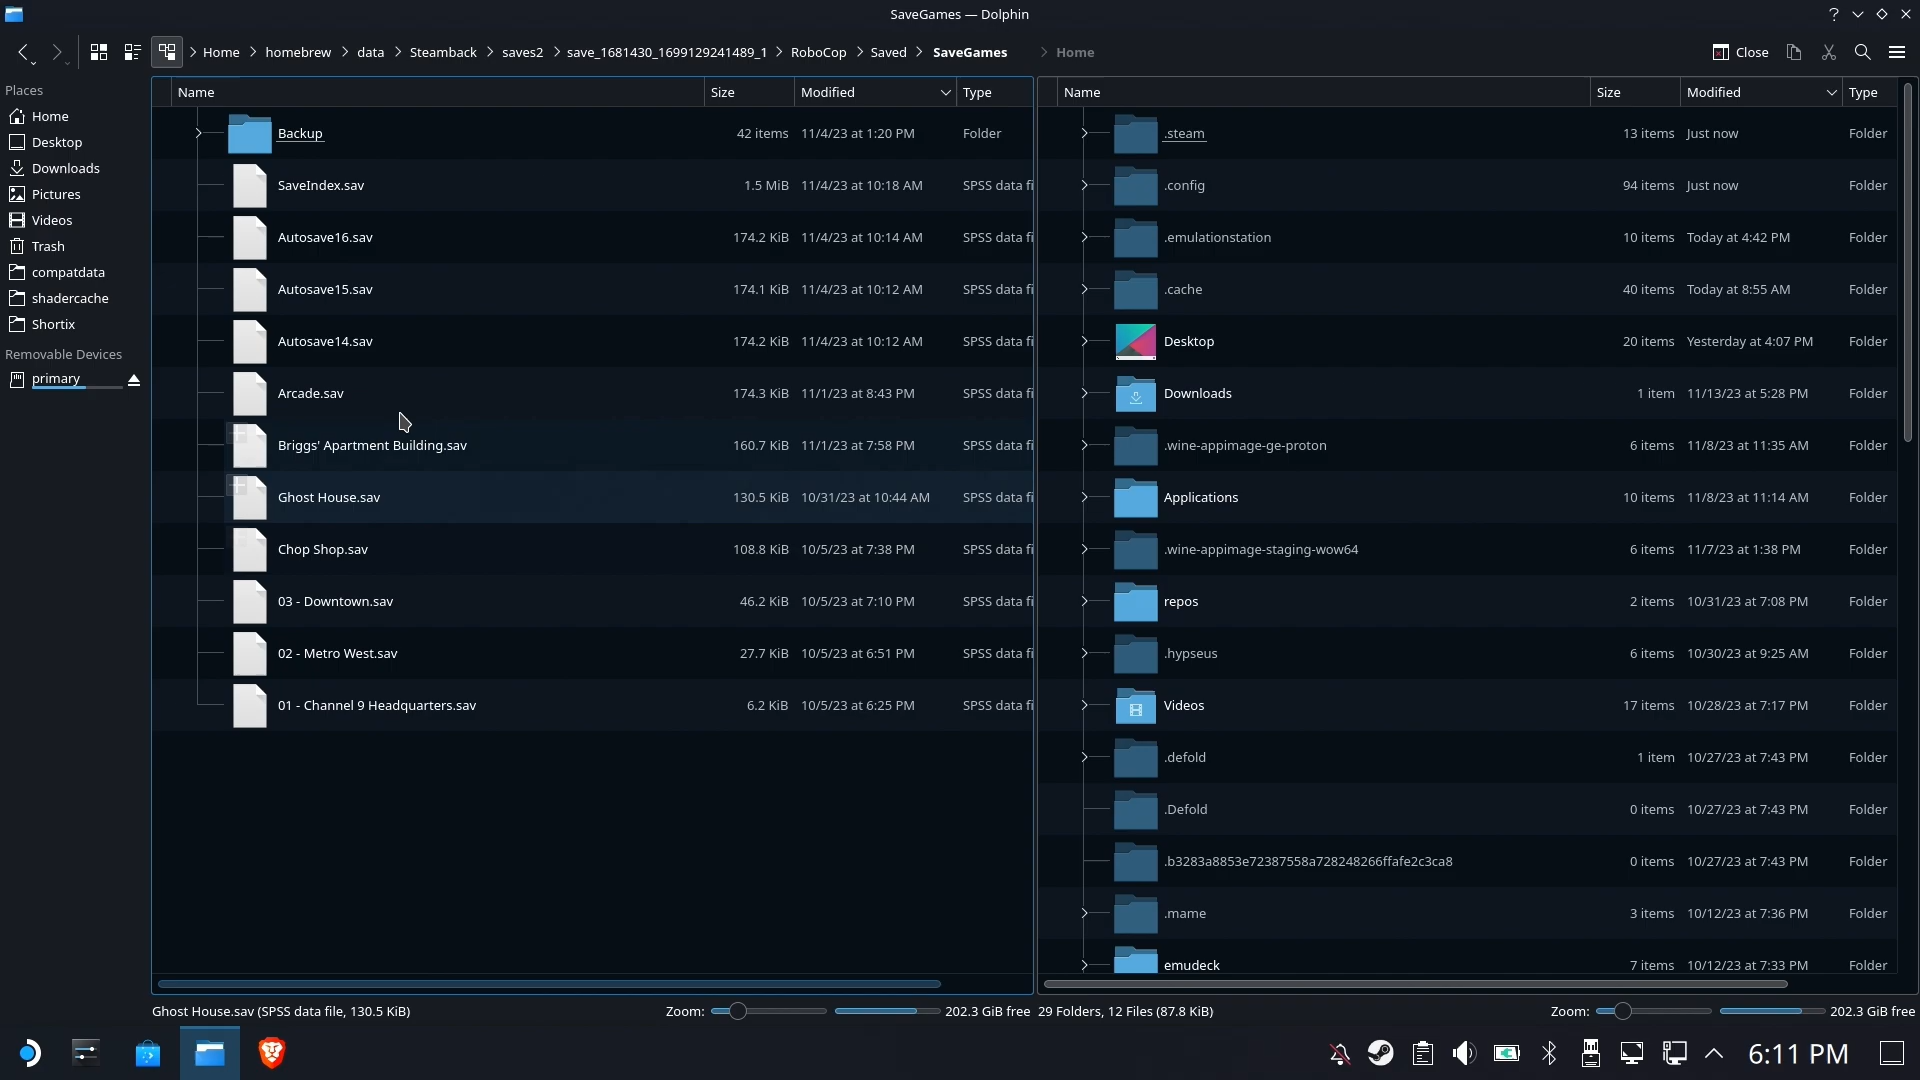 SaveGames — Dolphin
?
Home homebrew data Steamback saves2 save_1681430_1699129241489_1 RoboCop Saved SaveGames Home Close
Places
Home
Desktop
Downloads
Pictures
Videos
Trash
compatdata
shadercache
Shortix
Removable Devices
primary
Name Size Modified Type
Backup 42 items 11/4/23 at 1:20 PM Folder
SaveIndex.sav 1.5 MiB 11/4/23 at 10:18 AM SPSS data fi
Autosave16.sav 174.2 KiB 11/4/23 at 10:14 AM SPSS data fi
Autosave15.sav 174.1 KiB 11/4/23 at 10:12 AM SPSS data fi
Autosave14.sav 174.2 KiB 11/4/23 at 10:12 AM SPSS data fi
Arcade.sav 174.3 KiB 11/1/23 at 8:43 PM SPSS data fi
Briggs' Apartment Building.sav 160.7 KiB 11/1/23 at 7:58 PM SPSS data fi
Ghost House.sav 130.5 KiB 10/31/23 at 10:44 AM SPSS data fi
Chop Shop.sav 108.8 KiB 10/5/23 at 7:38 PM SPSS data fi
03 - Downtown.sav 46.2 KiB 10/5/23 at 7:10 PM SPSS data fi
02 - Metro West.sav 27.7 KiB 10/5/23 at 6:51 PM SPSS data fi
01 - Channel 9 Headquarters.sav 6.2 KiB 10/5/23 at 6:25 PM SPSS data fi
Name Size Modified Type
.steam 13 items Just now Folder
.config 94 items Just now Folder
.emulationstation 10 items Today at 4:42 PM Folder
.cache 40 items Today at 8:55 AM Folder
Desktop 20 items Yesterday at 4:07 PM Folder
Downloads 1 item 11/13/23 at 5:28 PM Folder
.wine-appimage-ge-proton 6 items 11/8/23 at 11:35 AM Folder
Applications 10 items 11/8/23 at 11:14 AM Folder
.wine-appimage-staging-wow64 6 items 11/7/23 at 1:38 PM Folder
repos 2 items 10/31/23 at 7:08 PM Folder
.hypseus 6 items 10/30/23 at 9:25 AM Folder
Videos 17 items 10/28/23 at 7:17 PM Folder
.defold 1 item 10/27/23 at 7:43 PM Folder
.Defold 0 items 10/27/23 at 7:43 PM Folder
.b3283a8853e72387558a728248266ffafe2c3ca8 0 items 10/27/23 at 7:43 PM Folder
.mame 3 items 10/12/23 at 7:36 PM Folder
emudeck 7 items 10/12/23 at 7:33 PM Folder
Ghost House.sav (SPSS data file, 130.5 KiB) Zoom: 202.3 GiB free
29 Folders, 12 Files (87.8 KiB) Zoom: 202.3 GiB free
6:11 PM